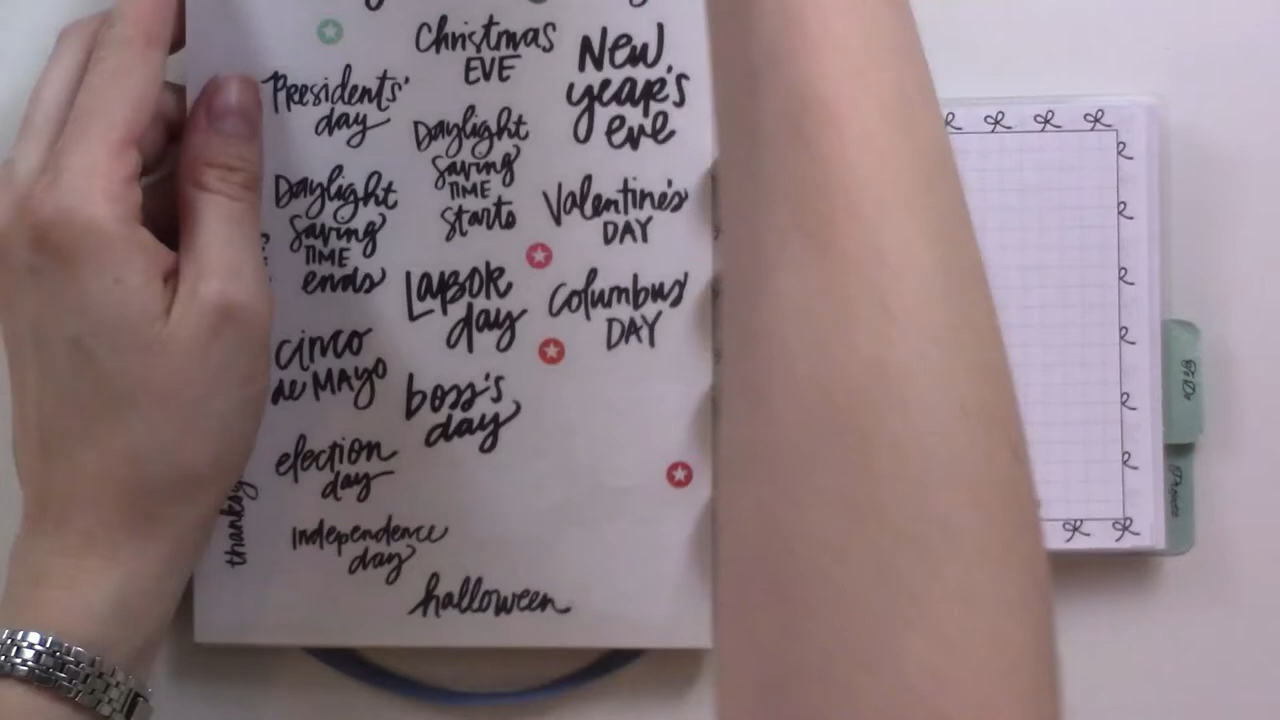 Christmas
EVE
New
year's
eve
Presidents'
day
Daylight
saving
TIME
starts
Daylight
saving
TIME
ends
Valentine's
DAY
LABOR
day
Columbus
DAY
cinco
de MAYO
boss's
day
election
day
thanksg
independence
day
halloween